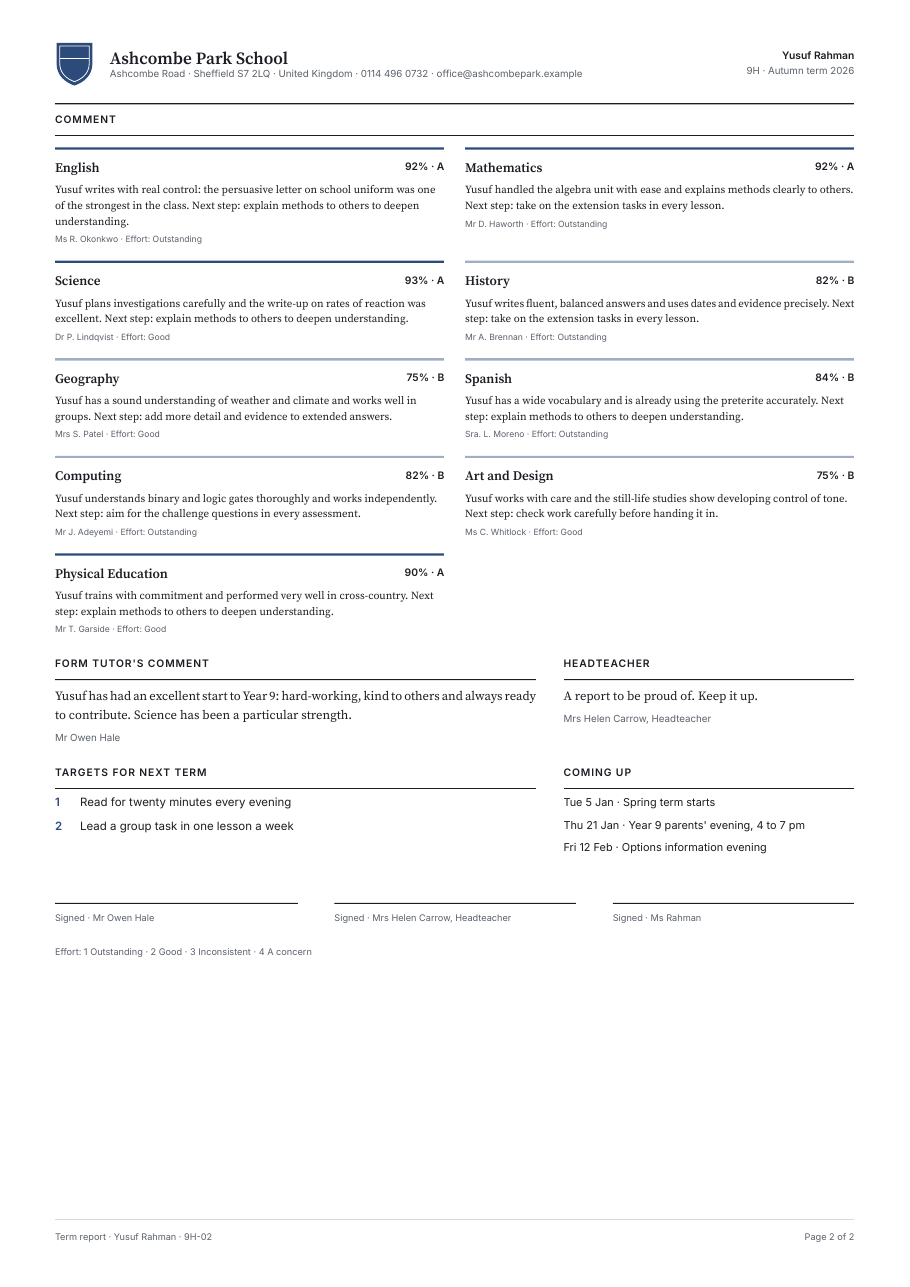 Ashcombe Park School
Ashcombe Road · Sheffield S7 2LQ · United Kingdom · 0114 496 0732 · office@ashcombepark.example
Yusuf Rahman
9H · Autumn term 2026
COMMENT
English 92% · A
Yusuf writes with real control: the persuasive letter on school uniform was one
of the strongest in the class. Next step: explain methods to others to deepen
understanding.
Ms R. Okonkwo · Effort: Outstanding
Mathematics 92% · A
Yusuf handled the algebra unit with ease and explains methods clearly to others.
Next step: take on the extension tasks in every lesson.
Mr D. Haworth · Effort: Outstanding
Science 93% · A
Yusuf plans investigations carefully and the write-up on rates of reaction was
excellent. Next step: explain methods to others to deepen understanding.
Dr P. Lindqvist · Effort: Good
History 82% · B
Yusuf writes fluent, balanced answers and uses dates and evidence precisely. Next
step: take on the extension tasks in every lesson.
Mr A. Brennan · Effort: Outstanding
Geography 75% · B
Yusuf has a sound understanding of weather and climate and works well in
groups. Next step: add more detail and evidence to extended answers.
Mrs S. Patel · Effort: Good
Spanish 84% · B
Yusuf has a wide vocabulary and is already using the preterite accurately. Next
step: explain methods to others to deepen understanding.
Sra. L. Moreno · Effort: Outstanding
Computing 82% · B
Yusuf understands binary and logic gates thoroughly and works independently.
Next step: aim for the challenge questions in every assessment.
Mr J. Adeyemi · Effort: Outstanding
Art and Design 75% · B
Yusuf works with care and the still-life studies show developing control of tone.
Next step: check work carefully before handing it in.
Ms C. Whitlock · Effort: Good
Physical Education 90% · A
Yusuf trains with commitment and performed very well in cross-country. Next
step: explain methods to others to deepen understanding.
Mr T. Garside · Effort: Good
FORM TUTOR'S COMMENT
Yusuf has had an excellent start to Year 9: hard-working, kind to others and always ready
to contribute. Science has been a particular strength.
Mr Owen Hale
HEADTEACHER
A report to be proud of. Keep it up.
Mrs Helen Carrow, Headteacher
TARGETS FOR NEXT TERM
1 Read for twenty minutes every evening
2 Lead a group task in one lesson a week
COMING UP
Tue 5 Jan · Spring term starts
Thu 21 Jan · Year 9 parents' evening, 4 to 7 pm
Fri 12 Feb · Options information evening
Signed · Mr Owen Hale
Signed · Mrs Helen Carrow, Headteacher
Signed · Ms Rahman
Effort: 1 Outstanding · 2 Good · 3 Inconsistent · 4 A concern
Term report · Yusuf Rahman · 9H-02
Page 2 of 2